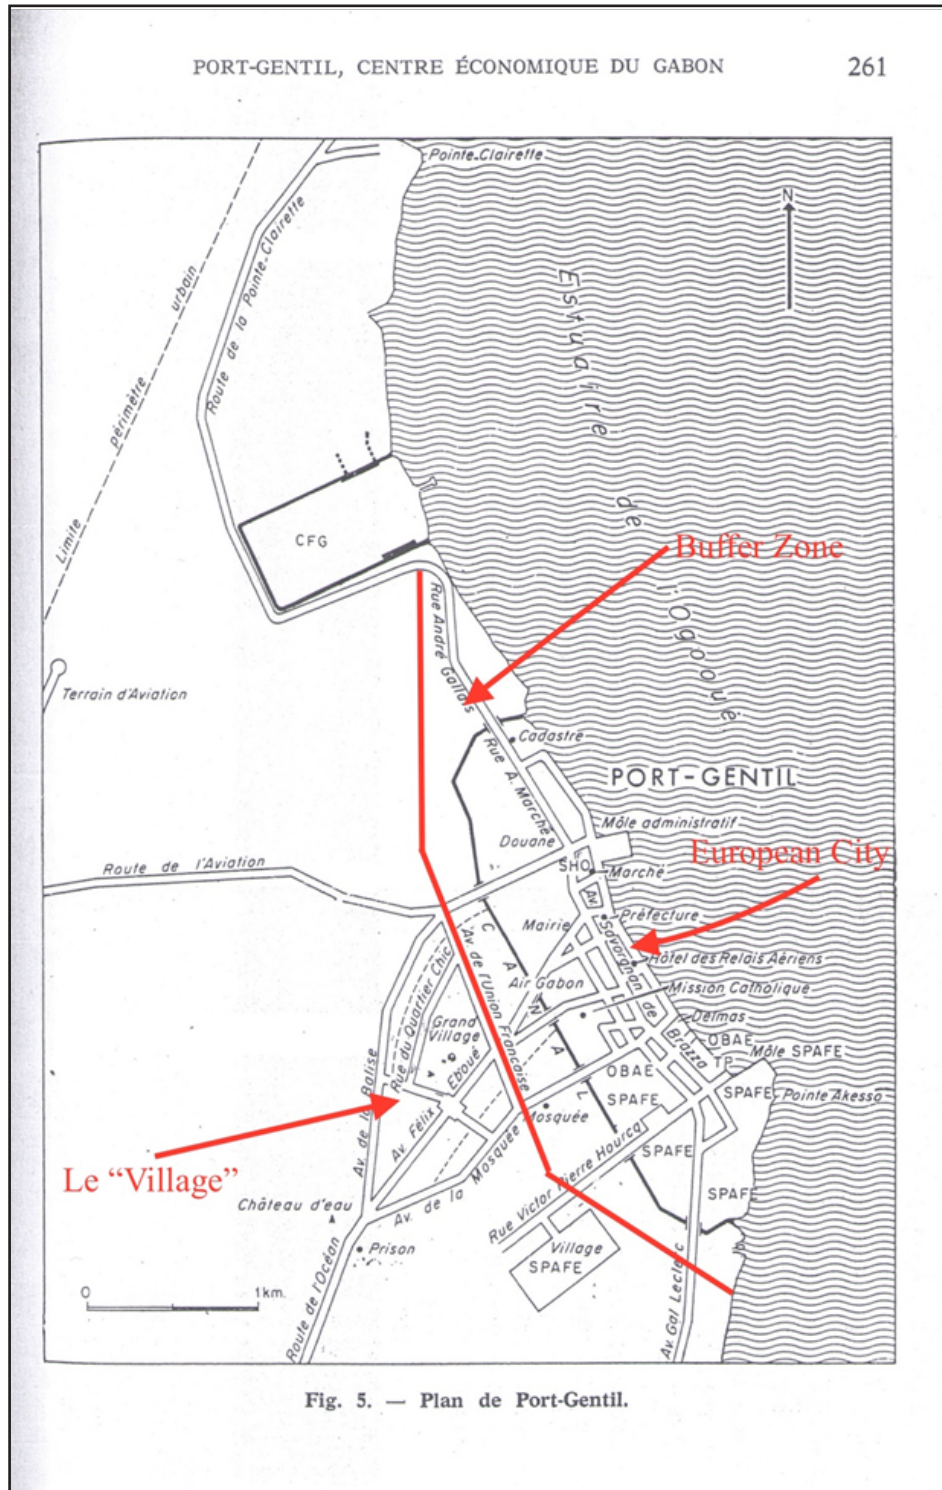 PORT-GENTIL, CENTRE ÉCONOMIQUE DU GABON 261
Pointe-Clairette
N
Estuaire de l'Ogooué
Route de la Pointe-Clairette
Limite périmètre urbain
CFG
Buffer Zone
Rue André Gallais
Terrain d'Aviation
Cadastre
Rue A. Marché
PORT-GENTIL
Môle administratif
Douane
European City
SHO
Marché
Route de l'Aviation
Av. Savorgnan de Brazza
Préfecture
Mairie
CANAL
Hôtel des Relais Aériens
Av. de l'Union Française
Air Gabon
Mission Catholique
Rue du Quartier Chic
Grand
Village
Delmas
OBAE
Môle SPAFE
TP
Av. Félix Eboué
OBAE
SPAFE
SPAFE
Pointe Akesso
Av. de la Balise
Mosquée
Rue Victor Pierre Hourcq
SPAFE
Le “Village”
Av. de la Mosquée
SPAFE
Château d'eau
Prison
Village
SPAFE
Route de l'Océan
Av. Gal Leclerc
0 1km.
Fig. 5. — Plan de Port-Gentil.